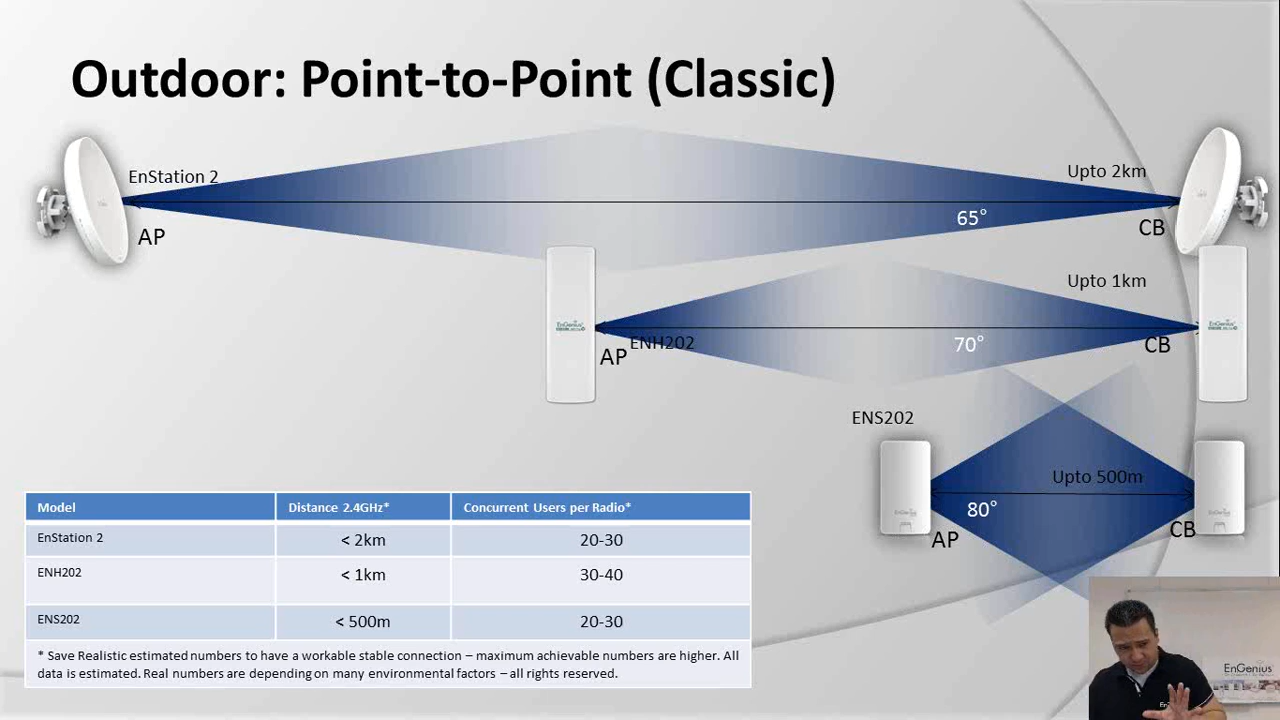 Outdoor: Point-to-Point (Classic)
EnStation 2
Upto 2km
65°
AP
CB
Upto 1km
EnGenius
EnGenius
ENH202
70°
AP
CB
ENS202
Upto 500m
80°
AP
CB
Model Distance 2.4GHz* Concurrent Users per Radio*
EnStation 2 < 2km 20-30
ENH202 < 1km 30-40
ENS202 < 500m 20-30
* Save Realistic estimated numbers to have a workable stable connection – maximum achievable numbers are higher. All
data is estimated. Real numbers are depending on many environmental factors – all rights reserved.
EnGenius